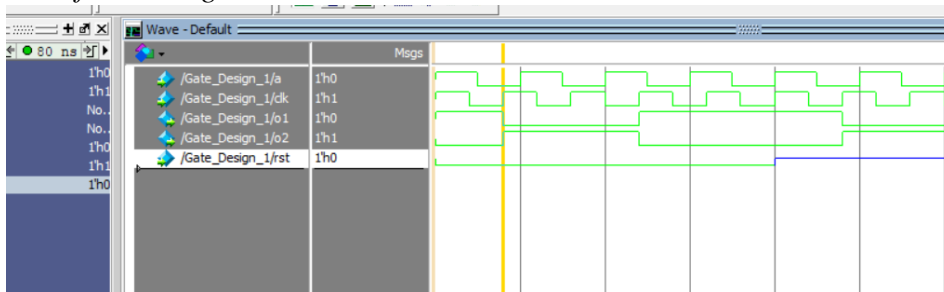 Wave - Default
80 ns
Msgs
1'h0
1'h1
No..
No..
1'h0
1'h1
1'h0
/Gate_Design_1/a 1'h0
/Gate_Design_1/clk 1'h1
/Gate_Design_1/o1 1'h0
/Gate_Design_1/o2 1'h1
/Gate_Design_1/rst 1'h0